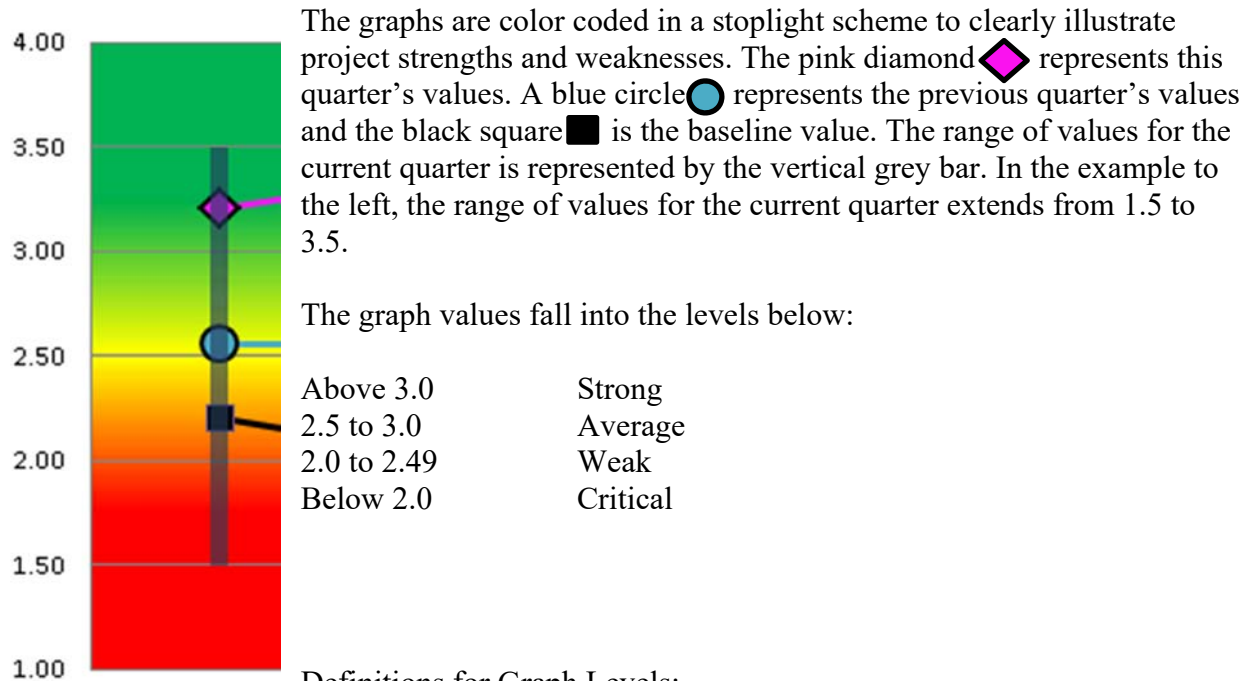 4.00
3.50
3.00
2.50
2.00
1.50
1.00
The graphs are color coded in a stoplight scheme to clearly illustrate
project strengths and weaknesses. The pink diamond represents this
quarter’s values. A blue circle represents the previous quarter’s values
and the black square is the baseline value. The range of values for the
current quarter is represented by the vertical grey bar. In the example to
the left, the range of values for the current quarter extends from 1.5 to
3.5.
The graph values fall into the levels below:
Above 3.0 Strong
2.5 to 3.0 Average
2.0 to 2.49 Weak
Below 2.0 Critical
Definitions for Graph Levels: